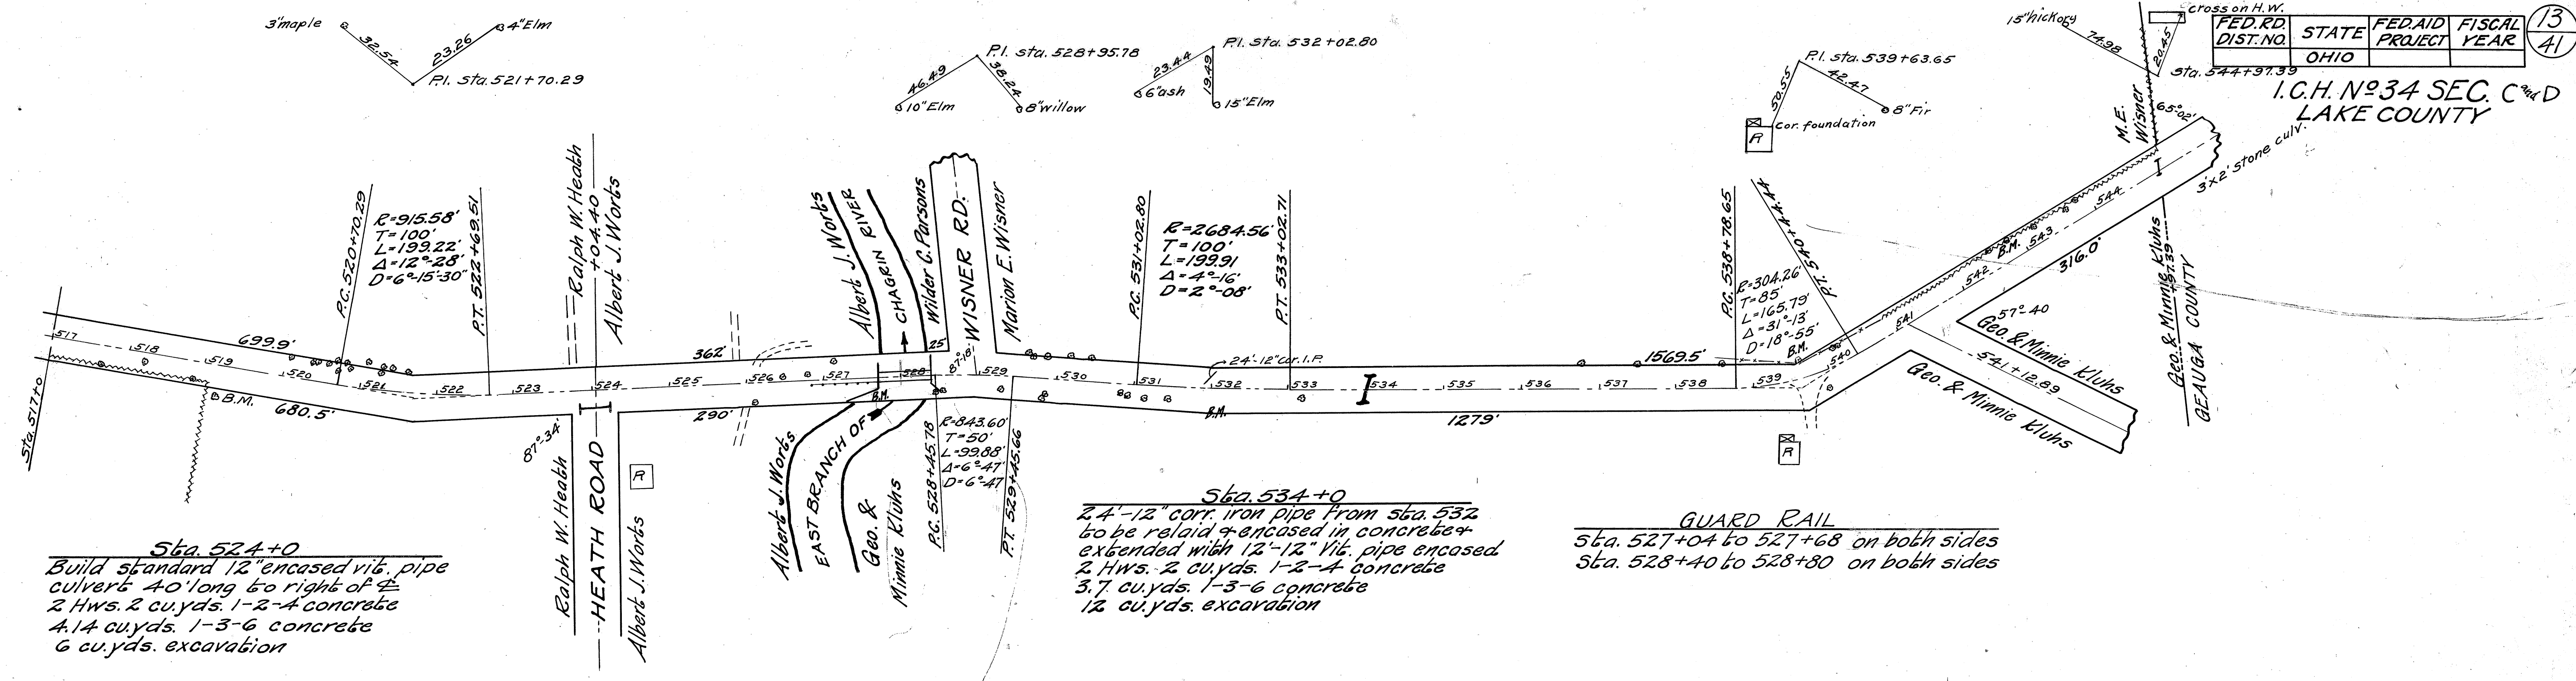 3"maple
32.54
23.26
4"Elm
P.I. Sta. 521+70.29
46.49
P.I. Sta. 528+95.78
38.24
10"Elm
8"willow
23.44
P.I. Sta. 532+02.80
19.49
6"ash
15"Elm
P.I. Sta. 539+63.65
50.55
42.47
8"Fir
Cor. foundation
R
15"hickory
74.98
cross on H.W.
20.45
Sta. 544+97.39
FED. RD. DIST. NO.
STATE
FED. AID PROJECT
FISCAL YEAR
OHIO
13
41
I.C.H. Nº 34 SEC. C and D
LAKE COUNTY
M.E. Wisner
65°-02'
3'x2' stone culv.
P.C. 520+70.29
R=915.58'
T=100'
L=199.22'
Δ=12°-28'
D=6°-15'-30"
P.T. 522+69.51
Ralph W. Heath
+04.40
Albert J. Worts
Albert J. Worts
CHAGRIN RIVER
Wilder C. Parsons
WISNER RD.
Marion E. Wisner
P.C. 531+02.80
R=2684.56'
T=100'
L=199.91
Δ=4°-16'
D=2°-08'
P.T. 533+02.71
P.C. 538+78.65
P.T. 540+44.44
R=304.26'
T=85'
L=165.79'
Δ=31°-13'
D=18°-55'
B.M.
Sta. 517+0
699.9'
362'
25'
87°-18'
24'-12" cor. I.P.
1569.5'
517
518
519
520
521
522
523
524
525
526
527
528
529
530
531
532
533
534
535
536
537
538
539
540
541
542
543
544
B.M.
316.0'
57°-40
Geo. & Minnie Kluhs
541+12.89
Geo. & Minnie Kluhs
Geo. & Minnie Kluhs
+97.39
GEAUGA COUNTY
B.M.
680.5'
290'
B.M.
B.M.
1279'
87°-34'
Ralph W. Heath
HEATH ROAD
R
Albert J. Worts
Albert J. Worts
EAST BRANCH OF
Geo. &
Minnie Kluhs
P.C. 528+45.78
R=843.60'
T=50'
L=99.88'
Δ=6°-47'
D=6°-47'
P.T. 529+45.66
R
Sta. 524+0
Build standard 12" encased vit. pipe
culvert 40' long to right of ℄
2 Hws. 2 cu.yds. 1-2-4 concrete
4.14 cu.yds. 1-3-6 concrete
6 cu.yds. excavation
Sta. 534+0
24'-12" corr. iron pipe from sta. 532
to be relaid & encased in concrete &
extended with 12'-12" Vit. pipe encased
2 Hws. 2 cu.yds. 1-2-4 concrete
3.7 cu.yds. 1-3-6 concrete
12 cu.yds. excavation
GUARD RAIL
Sta. 527+04 to 527+68 on both sides
Sta. 528+40 to 528+80 on both sides